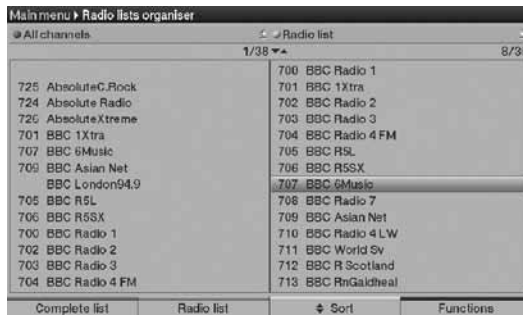 Main menu ▸ Radio lists organiser
All channels
Radio list
1/38
8/3
725 AbsoluteC.Rock
724 Absolute Radio
726 AbsoluteXtreme
701 BBC 1Xtra
707 BBC 6Music
709 BBC Asian Net
BBC London94.9
705 BBC R5L
706 BBC R5SX
700 BBC Radio 1
702 BBC Radio 2
703 BBC Radio 3
704 BBC Radio 4 FM
700 BBC Radio 1
701 BBC 1Xtra
702 BBC Radio 2
703 BBC Radio 3
704 BBC Radio 4 FM
705 BBC R5L
706 BBC R5SX
707 BBC 6Music
708 BBC Radio 7
709 BBC Asian Net
710 BBC Radio 4 LW
711 BBC World Sv
712 BBC R Scotland
713 BBC RnGaidheal
Complete list
Radio list
Sort
Functions